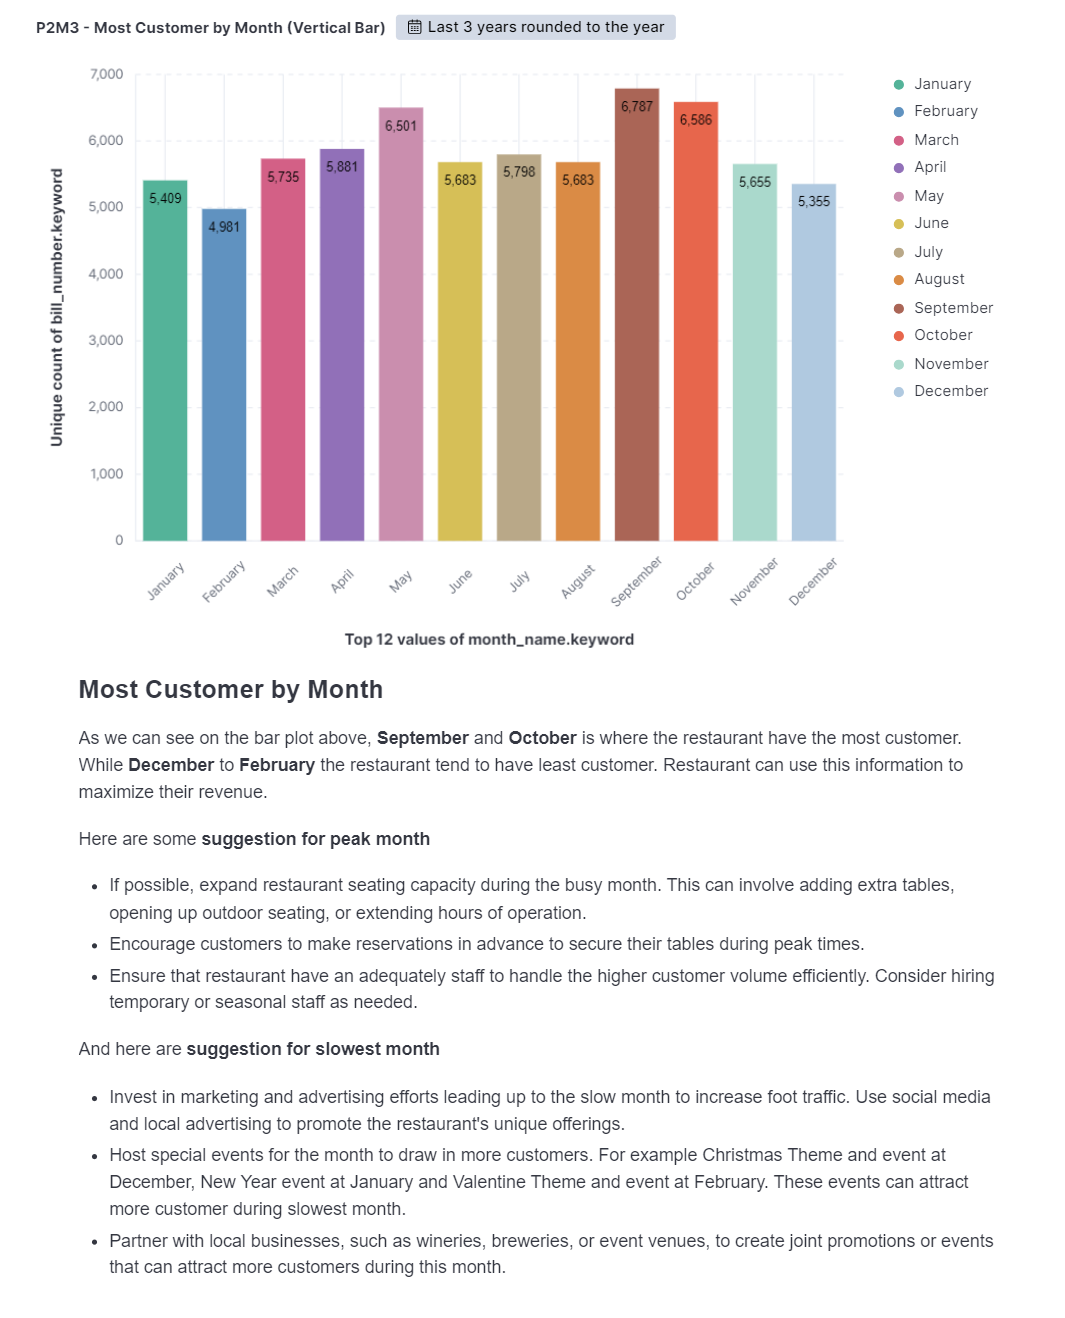 P2M3 - Most Customer by Month (Vertical Bar) Last 3 years rounded to the year
7,000
6,000
5,000
4,000
3,000
2,000
1,000
0
Unique count of bill_number.keyword
5,409
4,981
5,735
5,881
6,501
5,683
5,798
5,683
6,787
6,586
5,655
5,355
January
February
March
April
May
June
July
August
September
October
November
December
Top 12 values of month_name.keyword
January
February
March
April
May
June
July
August
September
October
November
December
Most Customer by Month
As we can see on the bar plot above, September and October is where the restaurant have the most customer.
While December to February the restaurant tend to have least customer. Restaurant can use this information to
maximize their revenue.
Here are some suggestion for peak month
• If possible, expand restaurant seating capacity during the busy month. This can involve adding extra tables,
opening up outdoor seating, or extending hours of operation.
• Encourage customers to make reservations in advance to secure their tables during peak times.
• Ensure that restaurant have an adequately staff to handle the higher customer volume efficiently. Consider hiring
temporary or seasonal staff as needed.
And here are suggestion for slowest month
• Invest in marketing and advertising efforts leading up to the slow month to increase foot traffic. Use social media
and local advertising to promote the restaurant's unique offerings.
• Host special events for the month to draw in more customers. For example Christmas Theme and event at
December, New Year event at January and Valentine Theme and event at February. These events can attract
more customer during slowest month.
• Partner with local businesses, such as wineries, breweries, or event venues, to create joint promotions or events
that can attract more customers during this month.